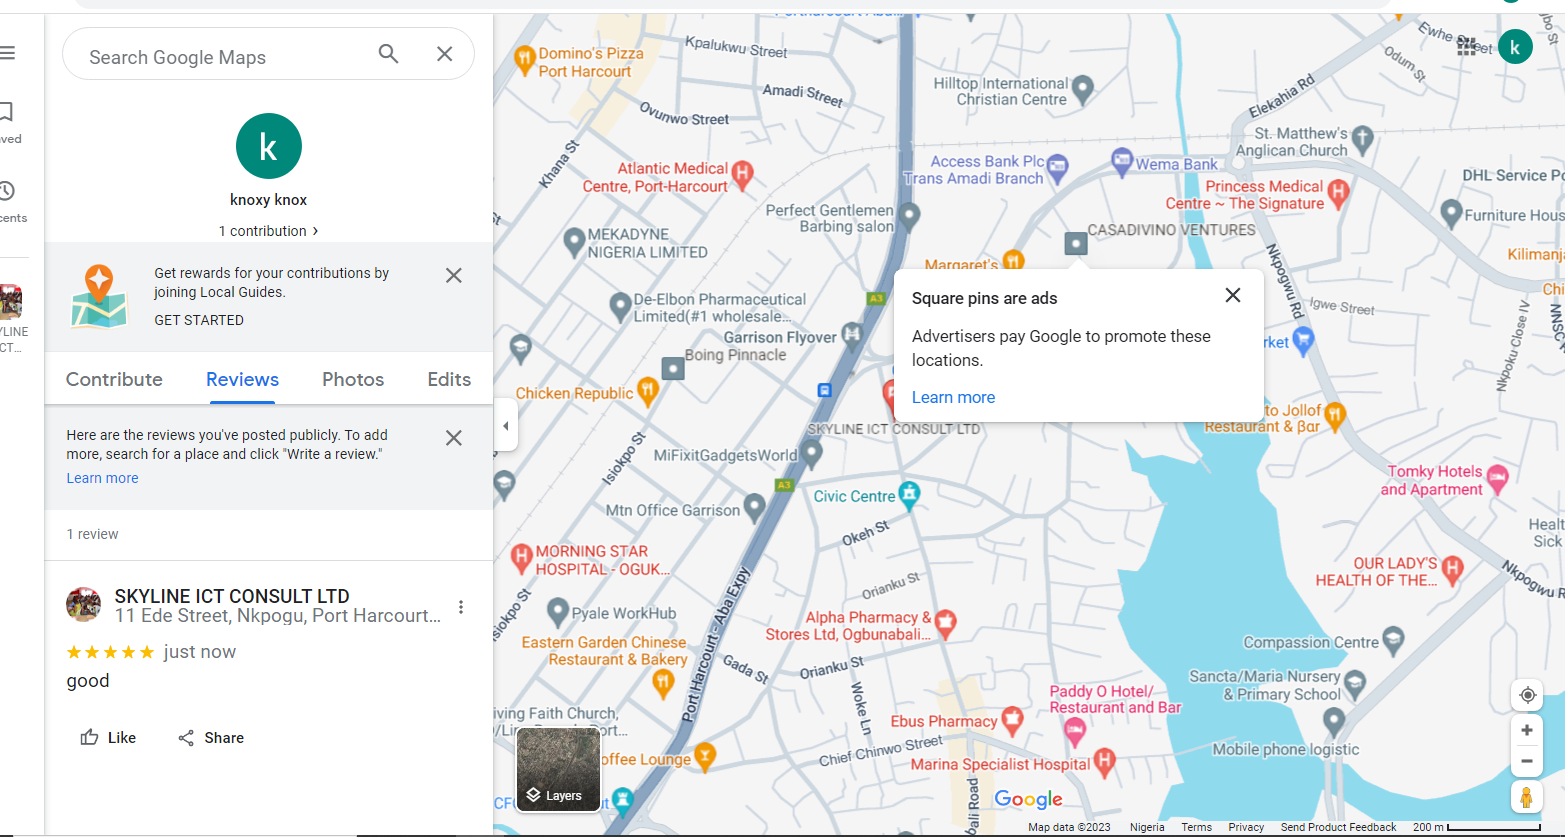 Search Google Maps
k
knoxy knox
1 contribution ›
Get rewards for your contributions by
joining Local Guides.
GET STARTED
Contribute
Reviews
Photos
Edits
Here are the reviews you've posted publicly. To add
more, search for a place and click "Write a review."
Learn more
1 review
SKYLINE ICT CONSULT LTD
11 Ede Street, Nkpogu, Port Harcourt...
just now
good
Like
Share
Domino's Pizza
Port Harcourt
Kpalukwu Street
Amadi Street
Ovunwo Street
Khana St
Hilltop International
Christian Centre
Ewhe Street
k
Odum St
Elekahia Rd
St. Matthew's
Anglican Church
Atlantic Medical
Centre, Port-Harcourt
Access Bank Plc
Trans Amadi Branch
Wema Bank
Princess Medical
Centre ~ The Signature
DHL Service Po
Furniture Hous
Perfect Gentlemen
Barbing salon
CASADIVINO VENTURES
MEKADYNE
NIGERIA LIMITED
Margaret's
Nkpogwu Rd
Kilimanja
Chi
De-Elbon Pharmaceutical
Limited(#1 wholesale...
A3
Square pins are ads
Advertisers pay Google to promote these
locations.
Learn more
Igwe Street
Nkpoku Close IV
NNSC
Garrison Flyover
Boing Pinnacle
rket
Chicken Republic
to Jollof
Restaurant & βαr
SKYLINE ICT CONSULT LTD
Isiokpo St
MiFixitGadgetsWorld
A3
Civic Centre
Tomky Hotels
and Apartment
Mtn Office Garrison
Okeh St
Healt
Sick
MORNING STAR
HOSPITAL - OGUK...
OUR LADY'S
HEALTH OF THE...
Orianku St
Nkpogwu R
siokpo St
Pyale WorkHub
Port Harcourt - Aba Expy
Alpha Pharmacy &
Stores Ltd, Ogbunabali...
Eastern Garden Chinese
Restaurant & Bakery
Compassion Centre
Gada St
Orianku St
Sancta/Maria Nursery
& Primary School
Woke Ln
Paddy O Hotel/
Restaurant and Bar
iving Faith Church,
Ebus Pharmacy
Chief Chinwo Street
Mobile phone logistic
offee Lounge
Marina Specialist Hospital
Layers
Google
bali Road
Map data ©2023
Nigeria
Terms
Privacy
Send Product Feedback
200 m